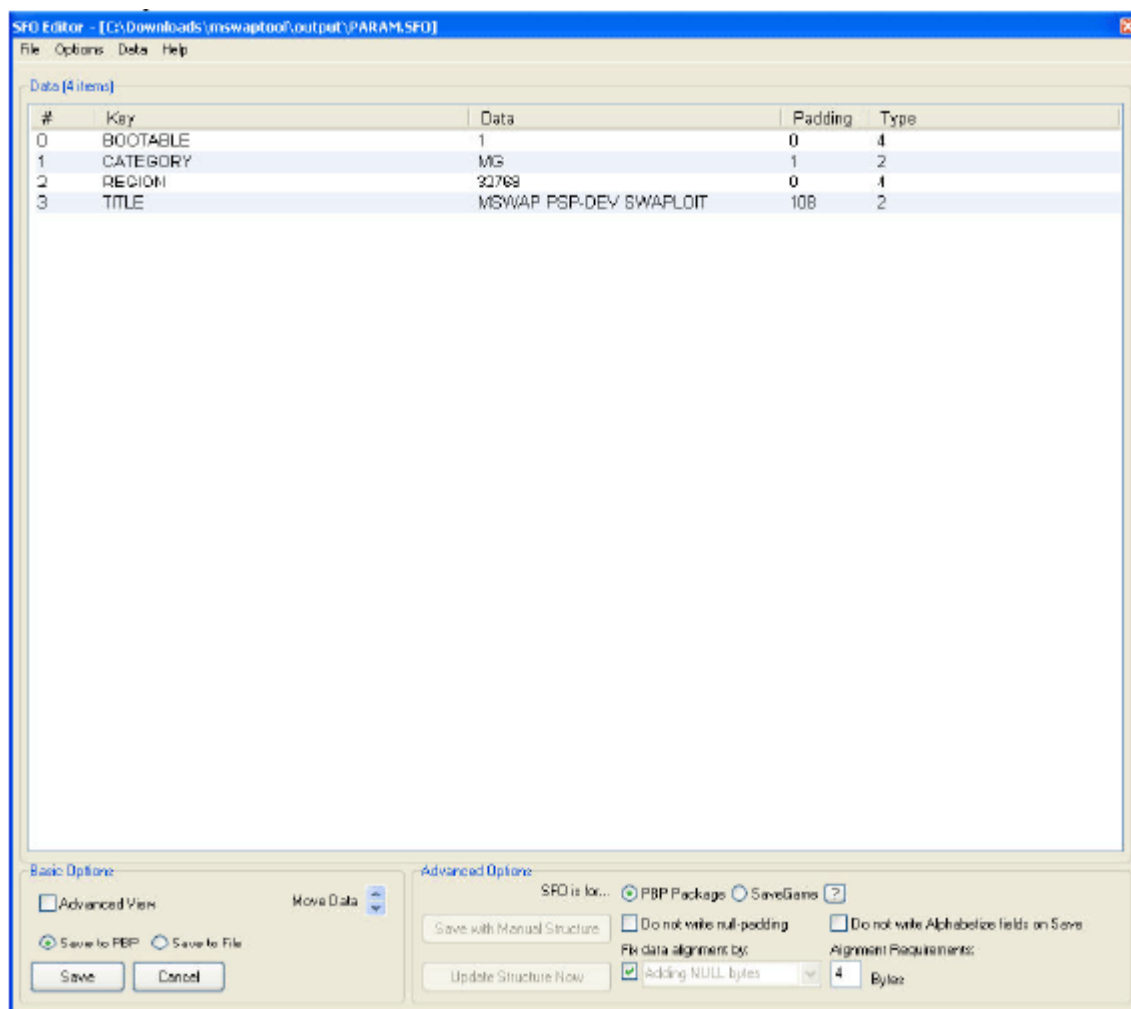 SFO Editor - [C:\Downloads\mswaptool\output\PARAM.SFO]
File Options Data Help
Data (4 items)
# Key Data Padding Type
0 BOOTABLE 1 0 4
1 CATEGORY MG 1 2
2 REGION 32768 0 4
3 TITLE MSWAP PSP-DEV SWAPLOIT 108 2
Basic Options
Advanced View
Move Data
Save to PBP Save to File
Save Cancel
Advanced Options
SFO is for... PBP Package SaveGame ?
Save with Manual Structure Do not write null-padding Do not write Alphabetize fields on Save
Fix data alignment by: Alignment Requirements:
Update Structure Now Adding NULL bytes 4 Bytes